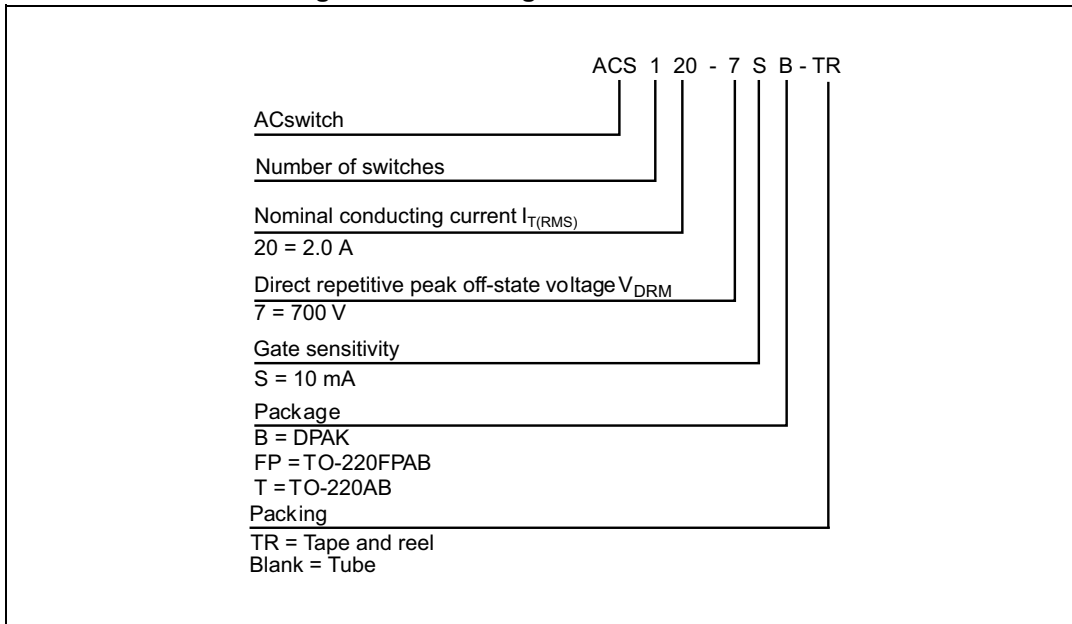 ACS 1 20 - 7 S B - TR
ACswitch
Number of switches
Nominal conducting current IT(RMS)
20 = 2.0 A
Direct repetitive peak off-state voltage VDRM
7 = 700 V
Gate sensitivity
S = 10 mA
Package
B = DPAK
FP = TO-220FPAB
T = TO-220AB
Packing
TR = Tape and reel
Blank = Tube